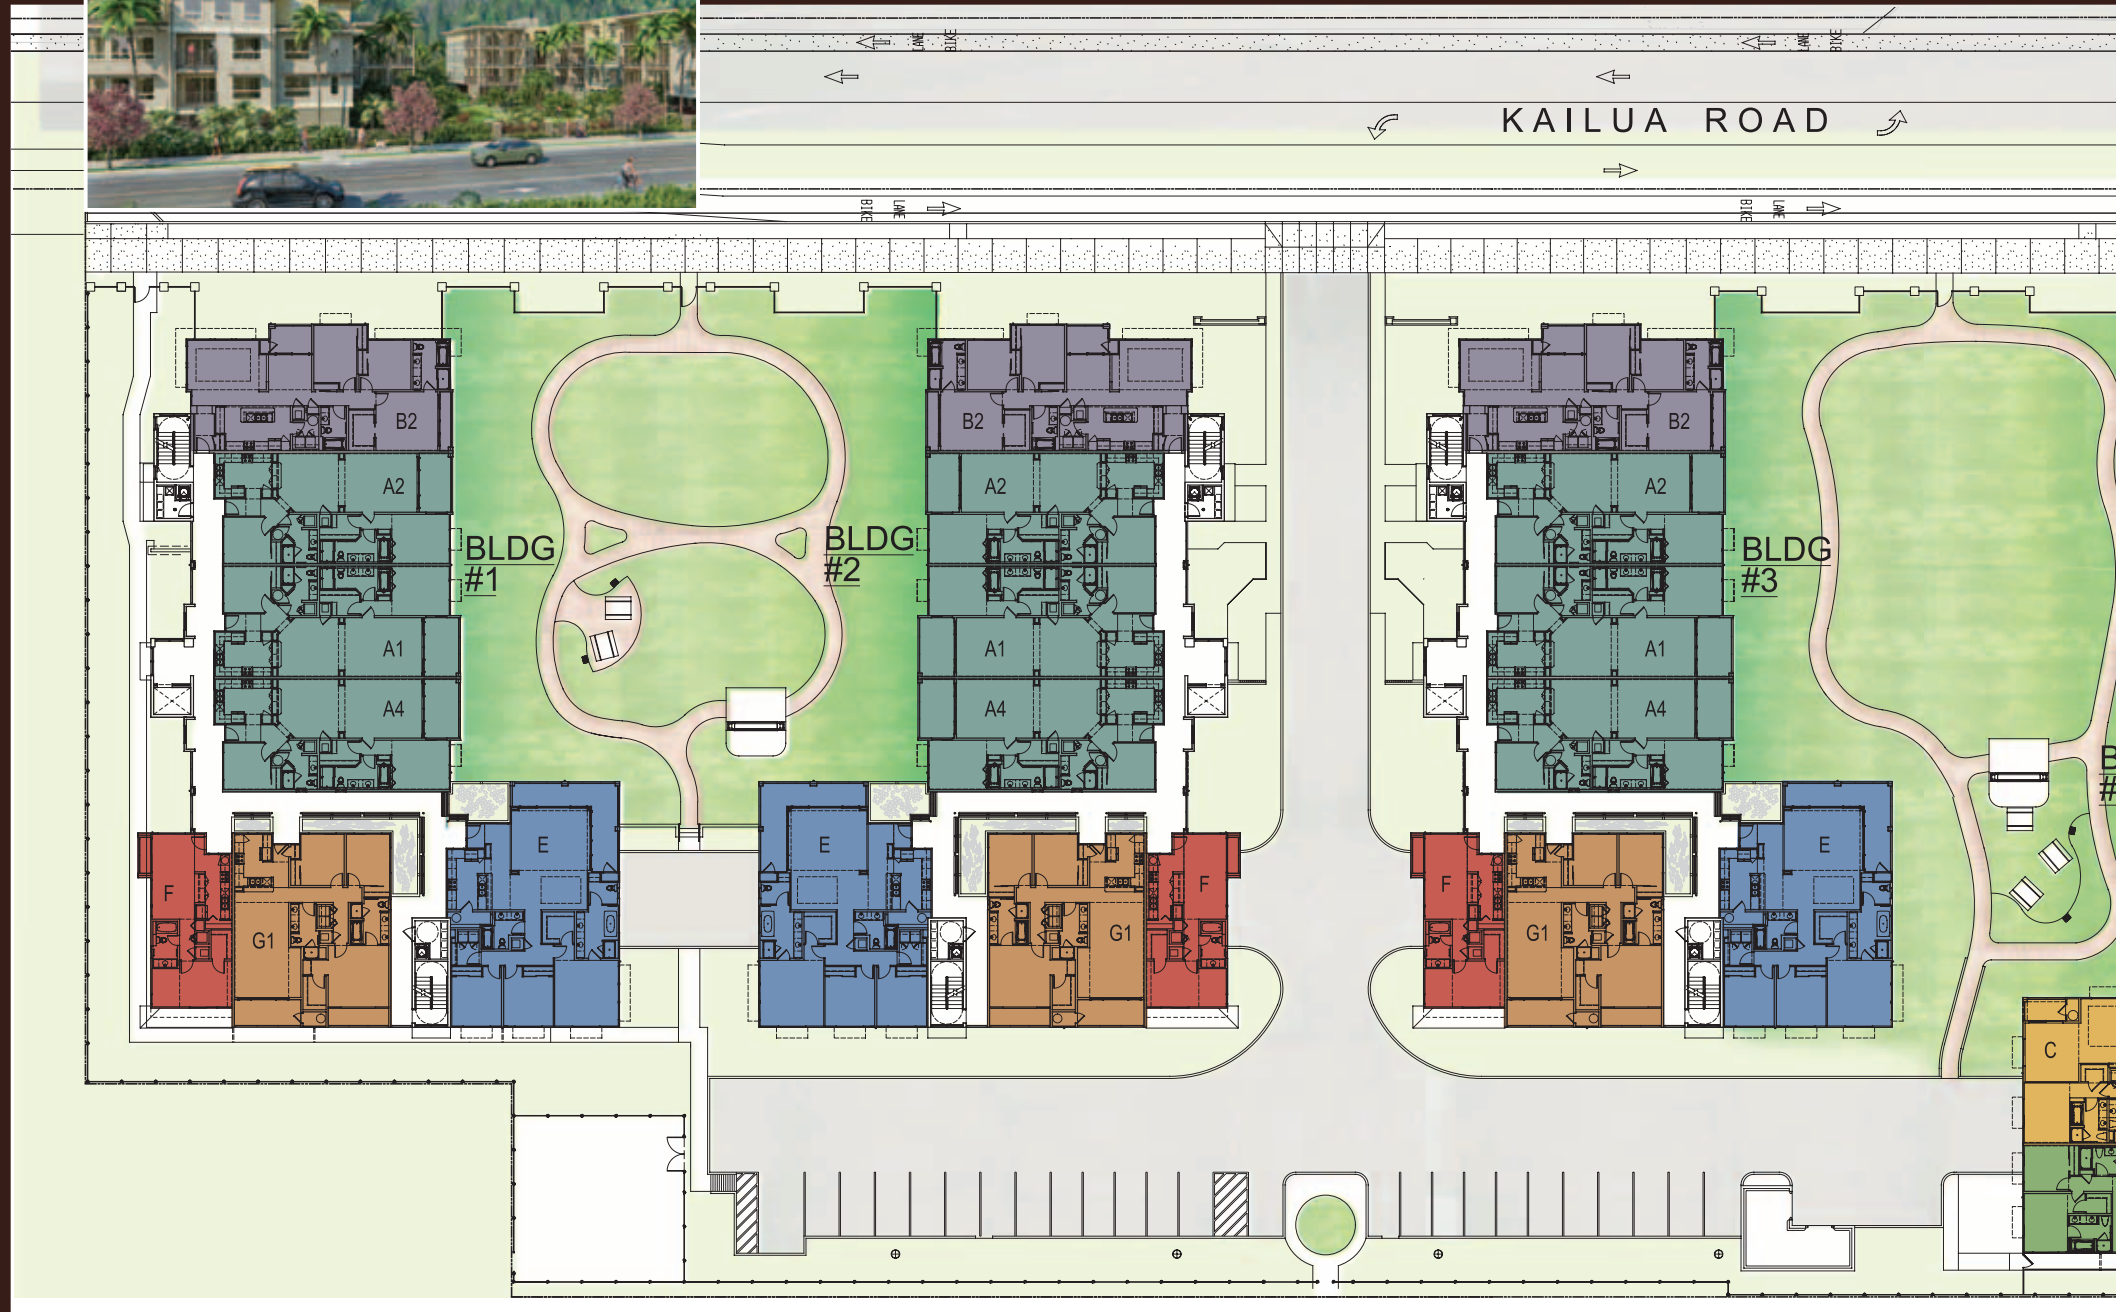 LANE BIKE
LANE BIKE
KAILUA ROAD
BIKE LANE
BIKE LANE
B2
B2
B2
A2
A2
A2
BLDG #1
BLDG #2
BLDG #3
A1
A1
A1
A4
A4
A4
B
#
E
E
E
F
F
F
G1
G1
G1
C